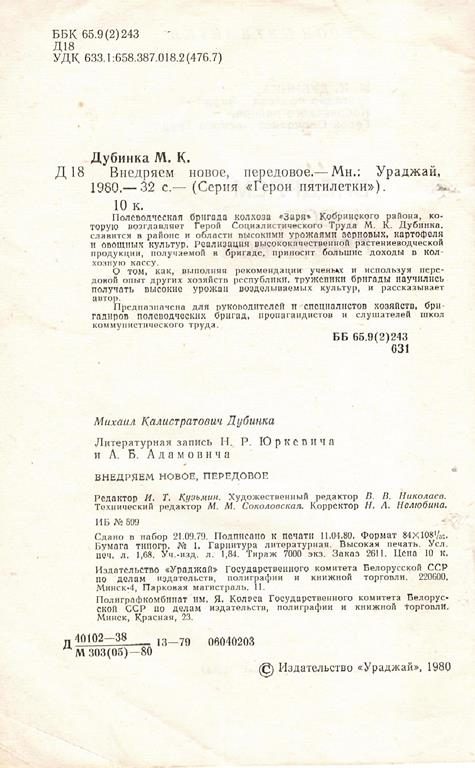 ББК 65.9(2)243
Д18
УДК 633.1:658.387.018.2(476.7)
Дубинка М. К.
Д 18 Внедряем новое, передовое.— Мн.: Ураджай,
1980.— 32 с.— (Серия «Герои пятилетки»).
10 к.
Полеводческая бригада колхоза «Заря» Кобринского района, ко-
торую возглавляет Герой Социалистического Труда М. К. Дубинка,
славится в районе и области высокими урожаями зерновых, картофеля
и овощных культур. Реализация высококачественной растениеводческой
продукции, получаемой в бригаде, приносит большие доходы в кол-
хозную кассу.
О том, как, выполняя рекомендации ученых и используя пере-
довой опыт других хозяйств республики, труженики бригады научились
получать высокие урожаи возделываемых культур, и рассказывает
автор.
Предназначена для руководителей и специалистов хозяйств, бри-
гадиров полеводческих бригад, пропагандистов и слушателей школ
коммунистического труда.
ББ 65.9(2)243
631
Михаил Калистратович Дубинка
Литературная запись Н. Р. Юркевича
и А. Б. Адамовича
ВНЕДРЯЕМ НОВОЕ, ПЕРЕДОВОЕ
Редактор И. Т. Кузьмин. Художественный редактор В. В. Николаев.
Технический редактор М. М. Соколовская. Корректор Н. А. Налюбина.
ИБ № 599
Сдано в набор 21.09.79. Подписано к печати 11.04.80. Формат 84×108¹/₃₂.
Бумага типогр. № 1. Гарнитура литературная. Высокая печать. Усл.
печ. л. 1,68. Уч.-изд. л. 1,84. Тираж 7000 экз. Заказ 2611. Цена 10 к.
Издательство «Ураджай» Государственного комитета Белорусской ССР
по делам издательств, полиграфии и книжной торговли. 220600,
Минск-4, Парковая магистраль, 11.
Полиграфкомбинат им. Я. Коласа Государственного комитета Белорус-
ской ССР по делам издательств, полиграфии и книжной торговли.
Минск, Красная, 23.
Д 40102—38 / М 303(05)—80 13—79 06040203
© Издательство «Ураджай», 1980